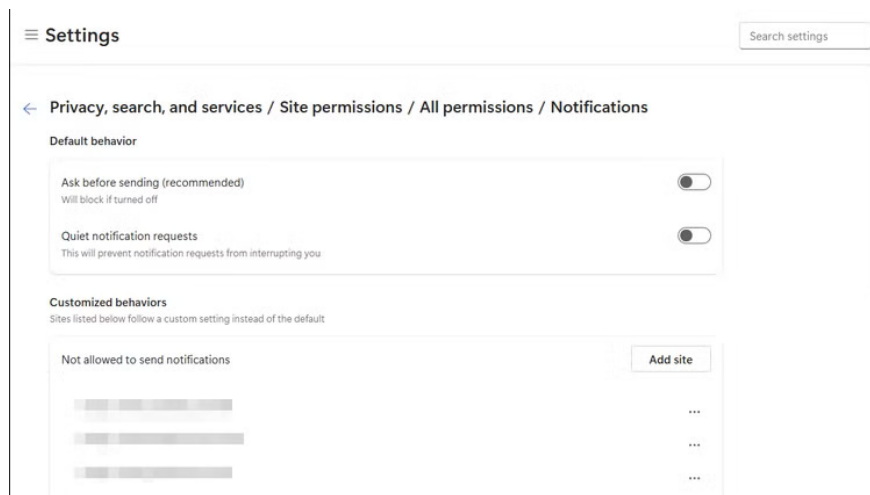 Settings
Search settings
Privacy, search, and services / Site permissions / All permissions / Notifications
Default behavior
Ask before sending (recommended)
Will block if turned off
Quiet notification requests
This will prevent notification requests from interrupting you
Customized behaviors
Sites listed below follow a custom setting instead of the default
Not allowed to send notifications
Add site